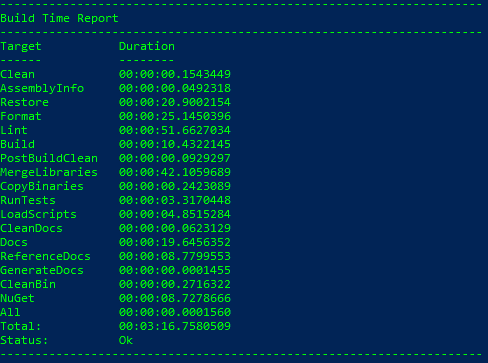 ----------------------------------------------------------------------
Build Time Report
----------------------------------------------------------------------
Target           Duration
------           --------
Clean            00:00:00.1543449
AssemblyInfo     00:00:00.0492318
Restore          00:00:20.9002154
Format           00:00:25.1450396
Lint             00:00:51.6627034
Build            00:00:10.4322145
PostBuildClean   00:00:00.0929297
MergeLibraries   00:00:42.1059689
CopyBinaries     00:00:00.2423089
RunTests         00:00:03.3170448
LoadScripts      00:00:04.8515284
CleanDocs        00:00:00.0623129
Docs             00:00:19.6456352
ReferenceDocs    00:00:08.7799553
GenerateDocs     00:00:00.0001455
CleanBin         00:00:00.2716322
NuGet            00:00:08.7278666
All              00:00:00.0001560
Total:           00:03:16.7580509
Status:          Ok
----------------------------------------------------------------------